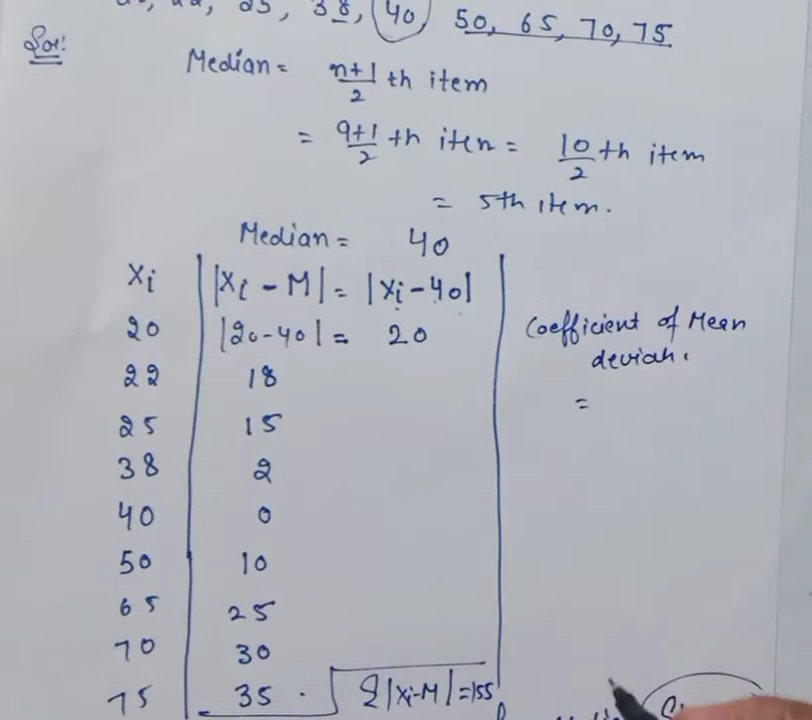 25, 38, 40, 50, 65, 70, 75
Sol:
Median = n+1/2 th item
= 9+1/2 th item = 10/2 th item
= 5th item.
Median = 40
Xi |Xi - M| = |Xi - 40|
20 |20-40| = 20
Coefficient of Mean
deviati.
=
22 18
25 15
38 2
40 0
50 10
65 25
70 30
75 35 . Σ|Xi-M| = 155